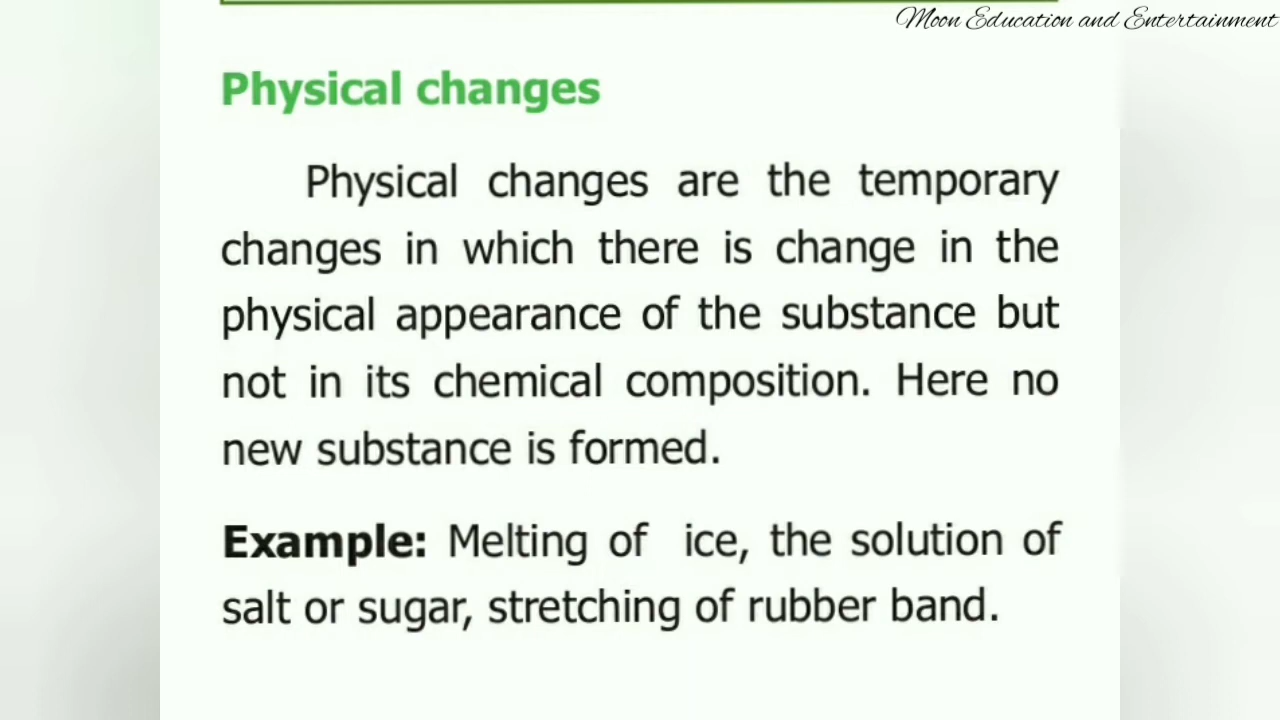 Moon Education and Entertainment
Physical changes
Physical changes are the temporary
changes in which there is change in the
physical appearance of the substance but
not in its chemical composition. Here no
new substance is formed.
Example: Melting of ice, the solution of
salt or sugar, stretching of rubber band.